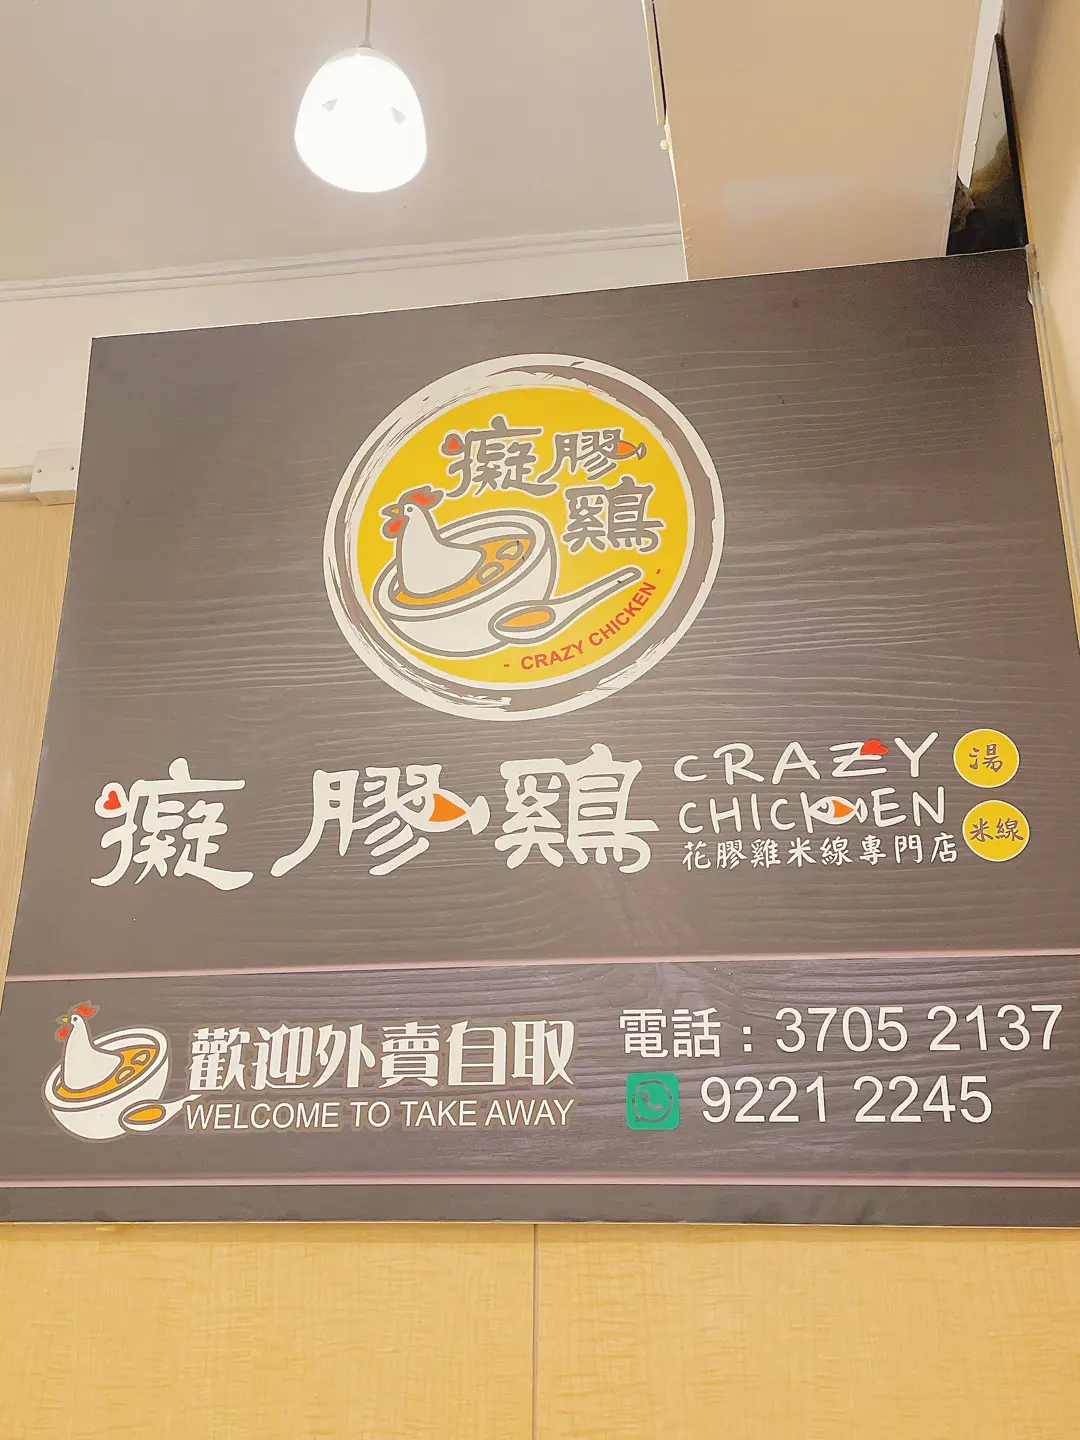 癡膠
鷄
- CRAZY CHICKEN -
癡膠鷄
CRAZY
CHICKEN
花膠雞米線專門店
湯
米線
歡迎外賣自取
WELCOME TO TAKE AWAY
電話 : 3705 2137
9221 2245